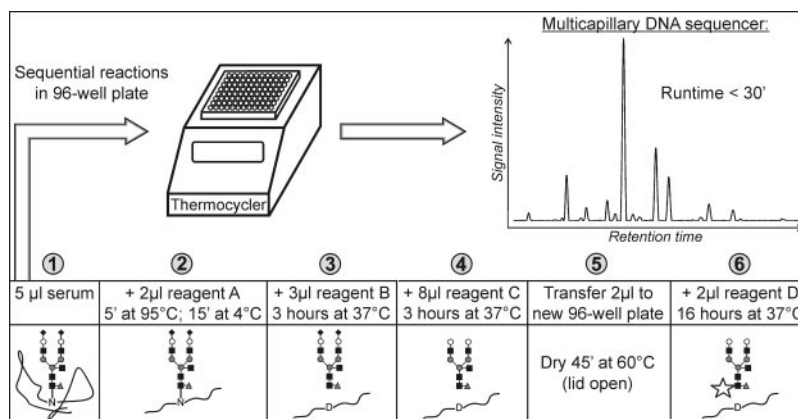 Multicapillary DNA sequencer:
Sequential reactions
in 96-well plate
Runtime < 30’
Signal intensity
Thermocycler
Retention time
1
2
3
4
5
6
5 µl serum
+ 2µl reagent A
5’ at 95°C; 15’ at 4°C
+ 3µl reagent B
3 hours at 37°C
+ 8µl reagent C
3 hours at 37°C
Transfer 2µl to
new 96-well plate
+ 2µl reagent D
16 hours at 37°C
Dry 45’ at 60°C
(lid open)
N
N
D
D